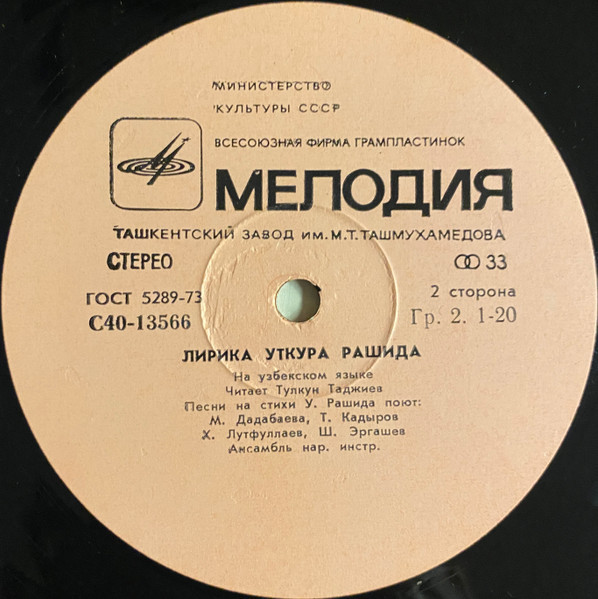 МИНИСТЕРСТВО
КУЛЬТУРЫ СССР
ВСЕСОЮЗНАЯ ФИРМА ГРАМПЛАСТИНОК
МЕЛОДИЯ
ТАШКЕНТСКИЙ ЗАВОД ИМ. М.Т. ТАШМУХАМЕДОВА
СТЕРЕО 33
ГОСТ 5289-73 2 сторона
С40-13566 Гр. 2. 1-20
ЛИРИКА УТКУРА РАШИДА
На узбекском языке
Читает Тулкун Таджиев
Песни на стихи У. Рашида поют:
М. Дадабаева, Т. Кадыров
Х. Лутфуллаев, Ш. Эргашев
Ансамбль нар. инстр.